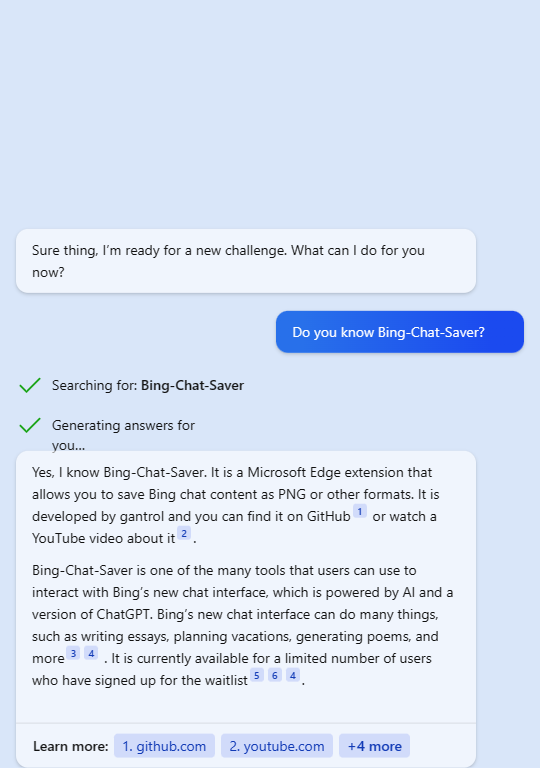 Sure thing, I'm ready for a new challenge. What can I do for you
now?
Do you know Bing-Chat-Saver?
Searching for: Bing-Chat-Saver
Generating answers for
you...
Yes, I know Bing-Chat-Saver. It is a Microsoft Edge extension that
allows you to save Bing chat content as PNG or other formats. It is
developed by gantrol and you can find it on GitHub 1 or watch a
YouTube video about it 2 .
Bing-Chat-Saver is one of the many tools that users can use to
interact with Bing's new chat interface, which is powered by AI and a
version of ChatGPT. Bing's new chat interface can do many things,
such as writing essays, planning vacations, generating poems, and
more 3 4 . It is currently available for a limited number of users
who have signed up for the waitlist 5 6 4 .
Learn more: 1. github.com 2. youtube.com +4 more